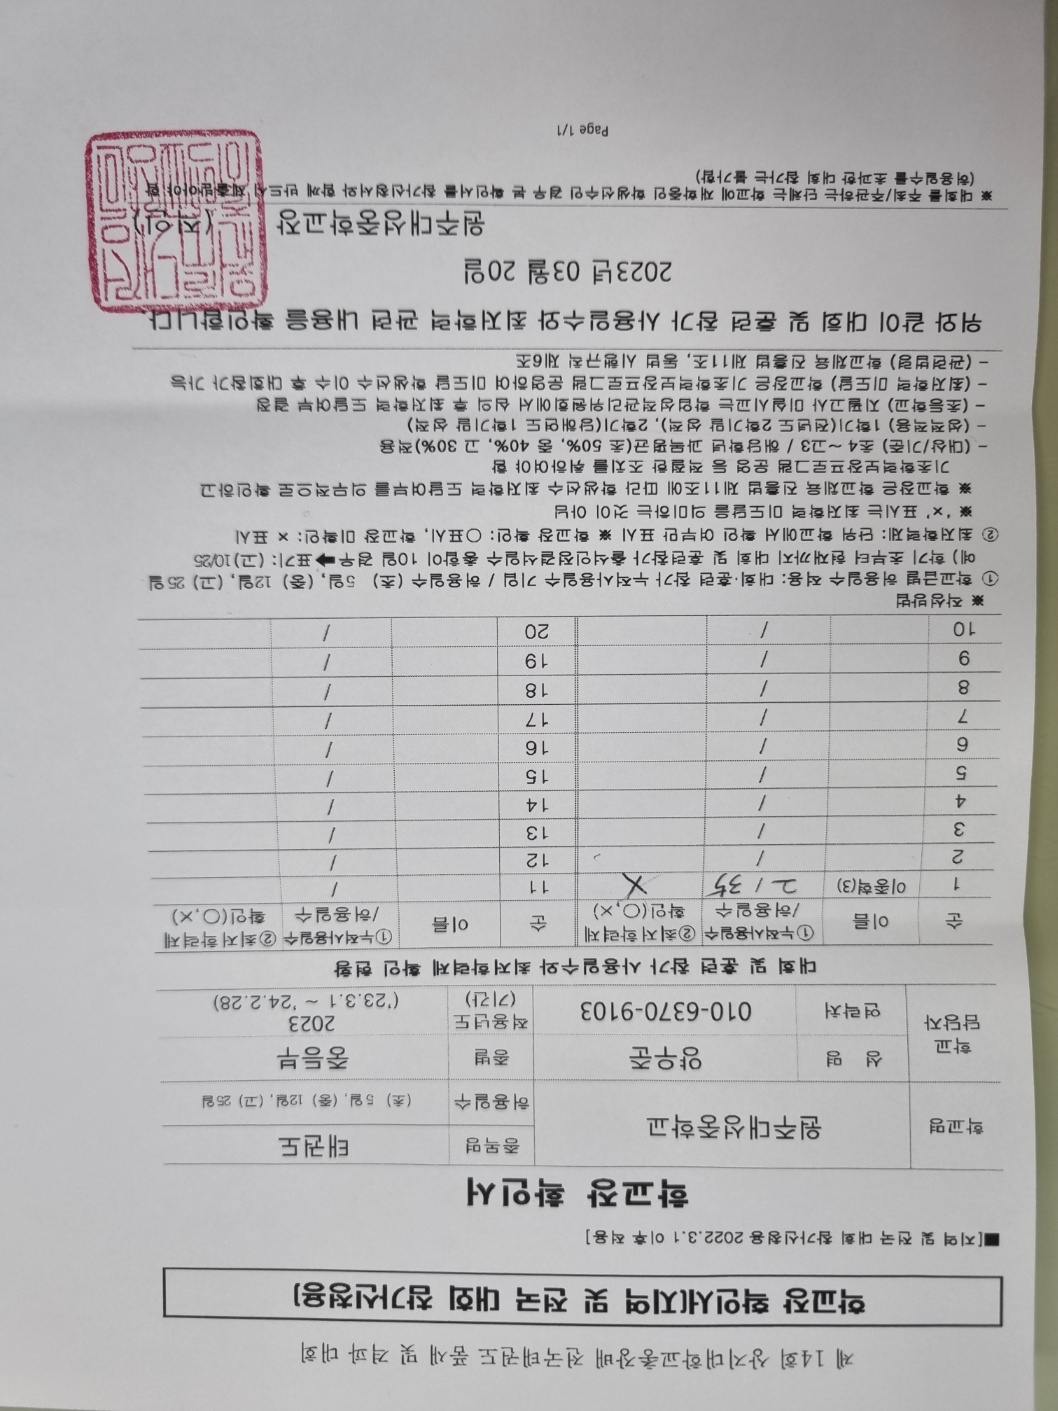 제 14회 상지대학교총장배 전국태권도 품새 및 격파 대회
학교장 확인서(지역 및 전국 대회 참가신청용)
■[지역 및 전국 대회 참가신청용 2022.3.1 이후 적용]
학교장 확인서
학교명 원주대성중학교 종목명 태권도
허용일수 (초) 5일, (중) 12일, (고) 25일
학교 담당자 성 명 양우준 종별 중등부
연락처 010-6370-9103 적용년도 (기간) 2023 ('23.3.1 ~ '24.2.28)
대회 및 훈련 참가 사용일수와 최저학력제 확인 현황
순 이름 ①누적사용일수 /허용일수 ②최저학력제 확인(○,×) 순 이름 ①누적사용일수 /허용일수 ②최저학력제 확인(○,×)
1 이종혁(3) 2 / 35 X 11 /
2 / 12 /
3 / 13 /
4 / 14 /
5 / 15 /
6 / 16 /
7 / 17 /
8 / 18 /
9 / 19 /
10 / 20 /
※ 작성방법
① 학교급별 허용일수 적용: 대회·훈련 참가 누적사용일수 기입 / 허용일수 (초) 5일, (중) 12일, (고) 25일
예) 학기 초부터 현재까지 대회 및 훈련참가 출석인정결석일수 총합이 10일 경우➡표기: (고)10/25
② 최저학력제: 단위 학교에서 확인 여부만 표시 ※ 학교장 확인: ○표시, 학교장 미확인: × 표시
※ '×' 표시는 최저학력 미도달을 의미하는 것이 아님
※ 학교장은 학교체육 진흥법 제11조에 따라 학생선수 최저학력 도달여부를 의무적으로 확인하고
기초학력보장프로그램 운영 등 적절한 조치를 취하여야 함
- (대상/기준) 초4~고3 / 해당학년 과목평균(초 50%, 중 40%, 고 30%)적용
- (성적적용) 1학기(전년도 2학기말 성적), 2학기(당해연도 1학기말 성적)
- (초등학교) 지필고사 미실시교는 학업성적관리위원회에서 심의 후 최저학력 도달여부 결정
- (최저학력 미도달) 학교장은 기초학력보장프로그램 운영하여 미도달 학생선수 이수 후 대회참가 가능
- (관련법령) 학교체육 진흥법 제11조, 동법 시행규칙 제6조
위와 같이 대회 및 훈련 참가 사용일수와 최저학력 관련 내용을 확인합니다.
2023년 03월 20일
원주대성중학교장 (직인)
※ 대회를 주최/주관하는 단체는 학교에 재학중인 학생선수인 경우 본 확인서를 참가신청서와 함께 반드시 제출받아야 함
(허용일수를 초과한 대회 참가는 불가함)
Page 1/1